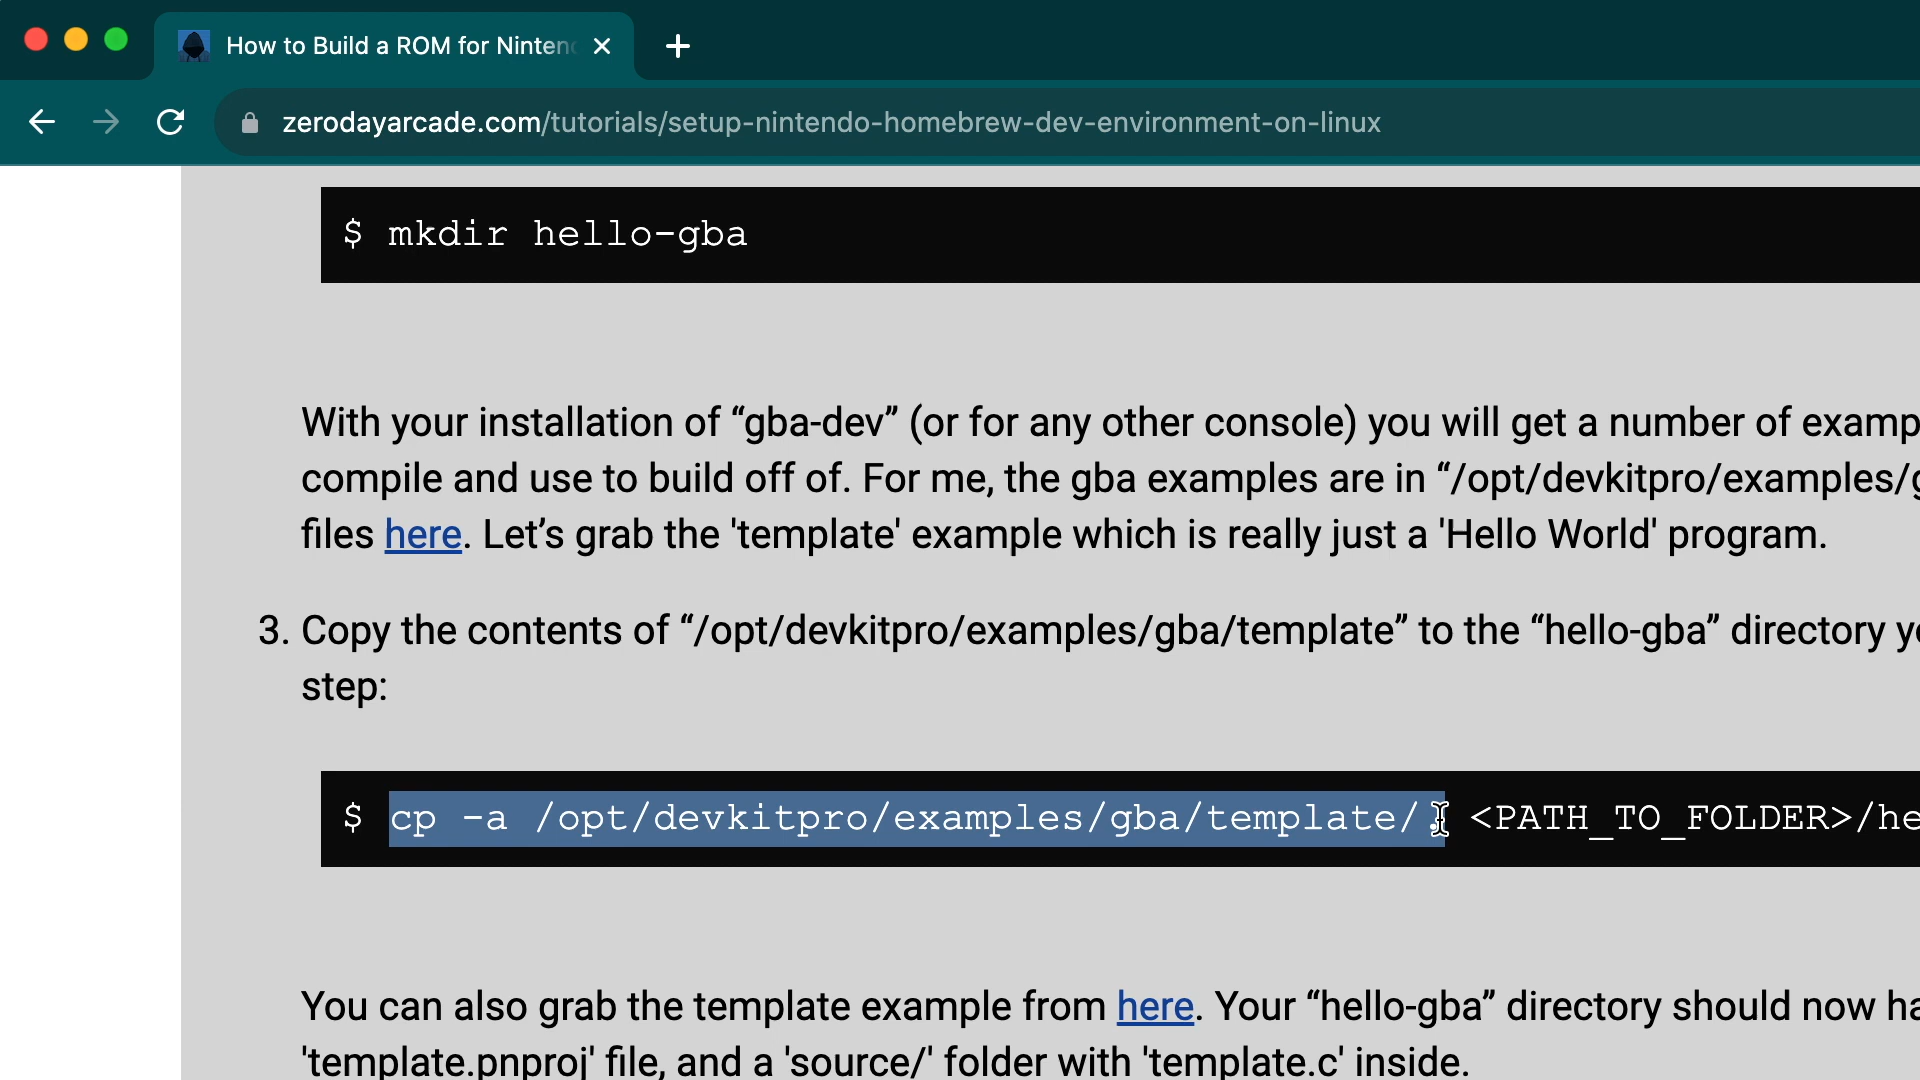 How to Build a ROM for Ninten
zerodayarcade.com/tutorials/setup-nintendo-homebrew-dev-environment-on-linux
$ mkdir hello-gba
With your installation of “gba-dev” (or for any other console) you will get a number of examp
compile and use to build off of. For me, the gba examples are in “/opt/devkitpro/examples/g
files here. Let’s grab the 'template' example which is really just a 'Hello World' program.
3. Copy the contents of “/opt/devkitpro/examples/gba/template” to the “hello-gba” directory yo
step:
$ cp -a /opt/devkitpro/examples/gba/template/. <PATH_TO_FOLDER>/he
You can also grab the template example from here. Your “hello-gba” directory should now ha
'template.pnproj' file, and a 'source/' folder with 'template.c' inside.